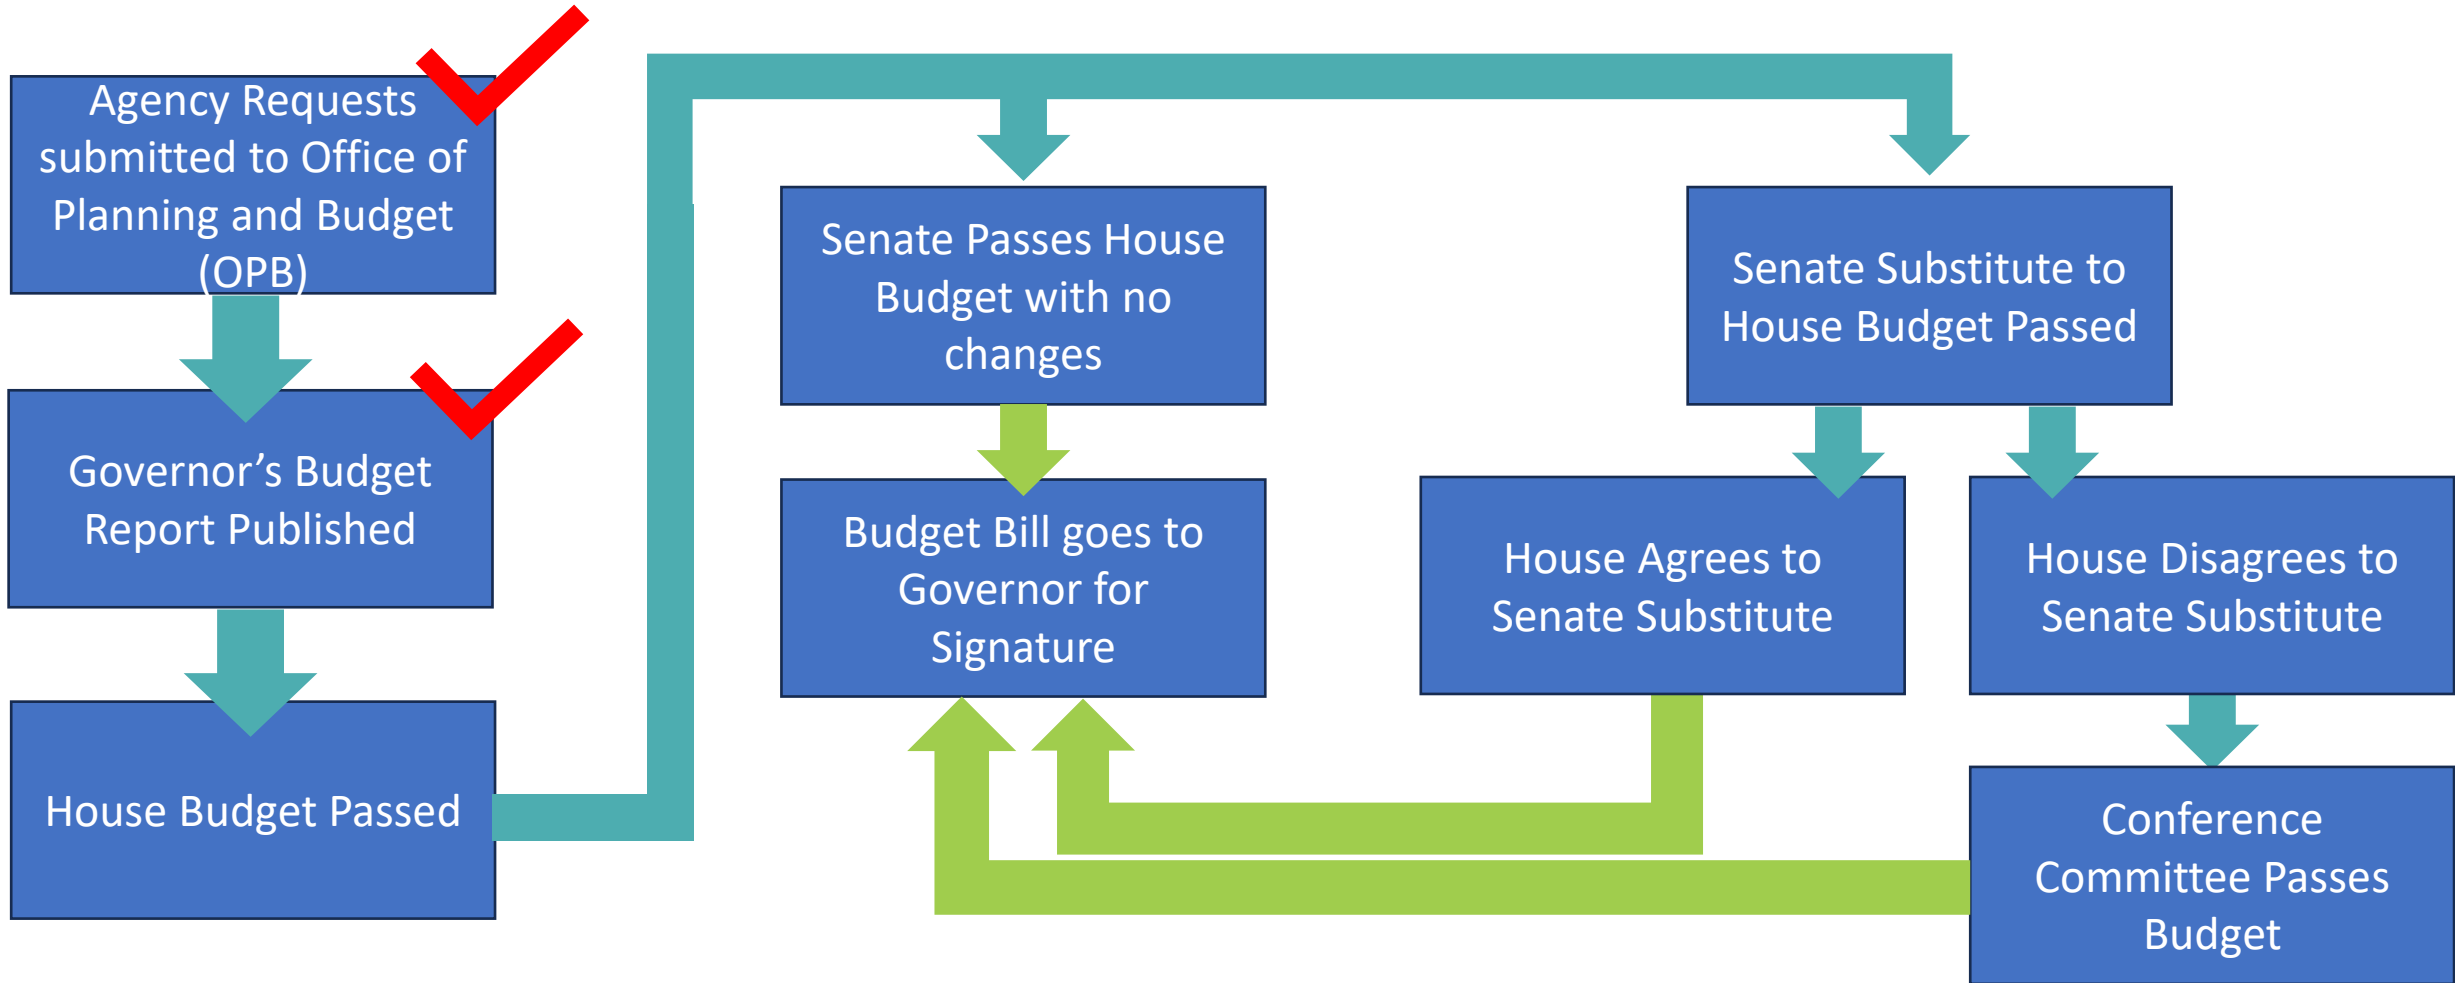 Agency Requests
submitted to Office of
Planning and Budget
(OPB)
Governor’s Budget
Report Published
House Budget Passed
Senate Passes House
Budget with no
changes
Budget Bill goes to
Governor for
Signature
Senate Substitute to
House Budget Passed
House Agrees to
Senate Substitute
House Disagrees to
Senate Substitute
Conference
Committee Passes
Budget